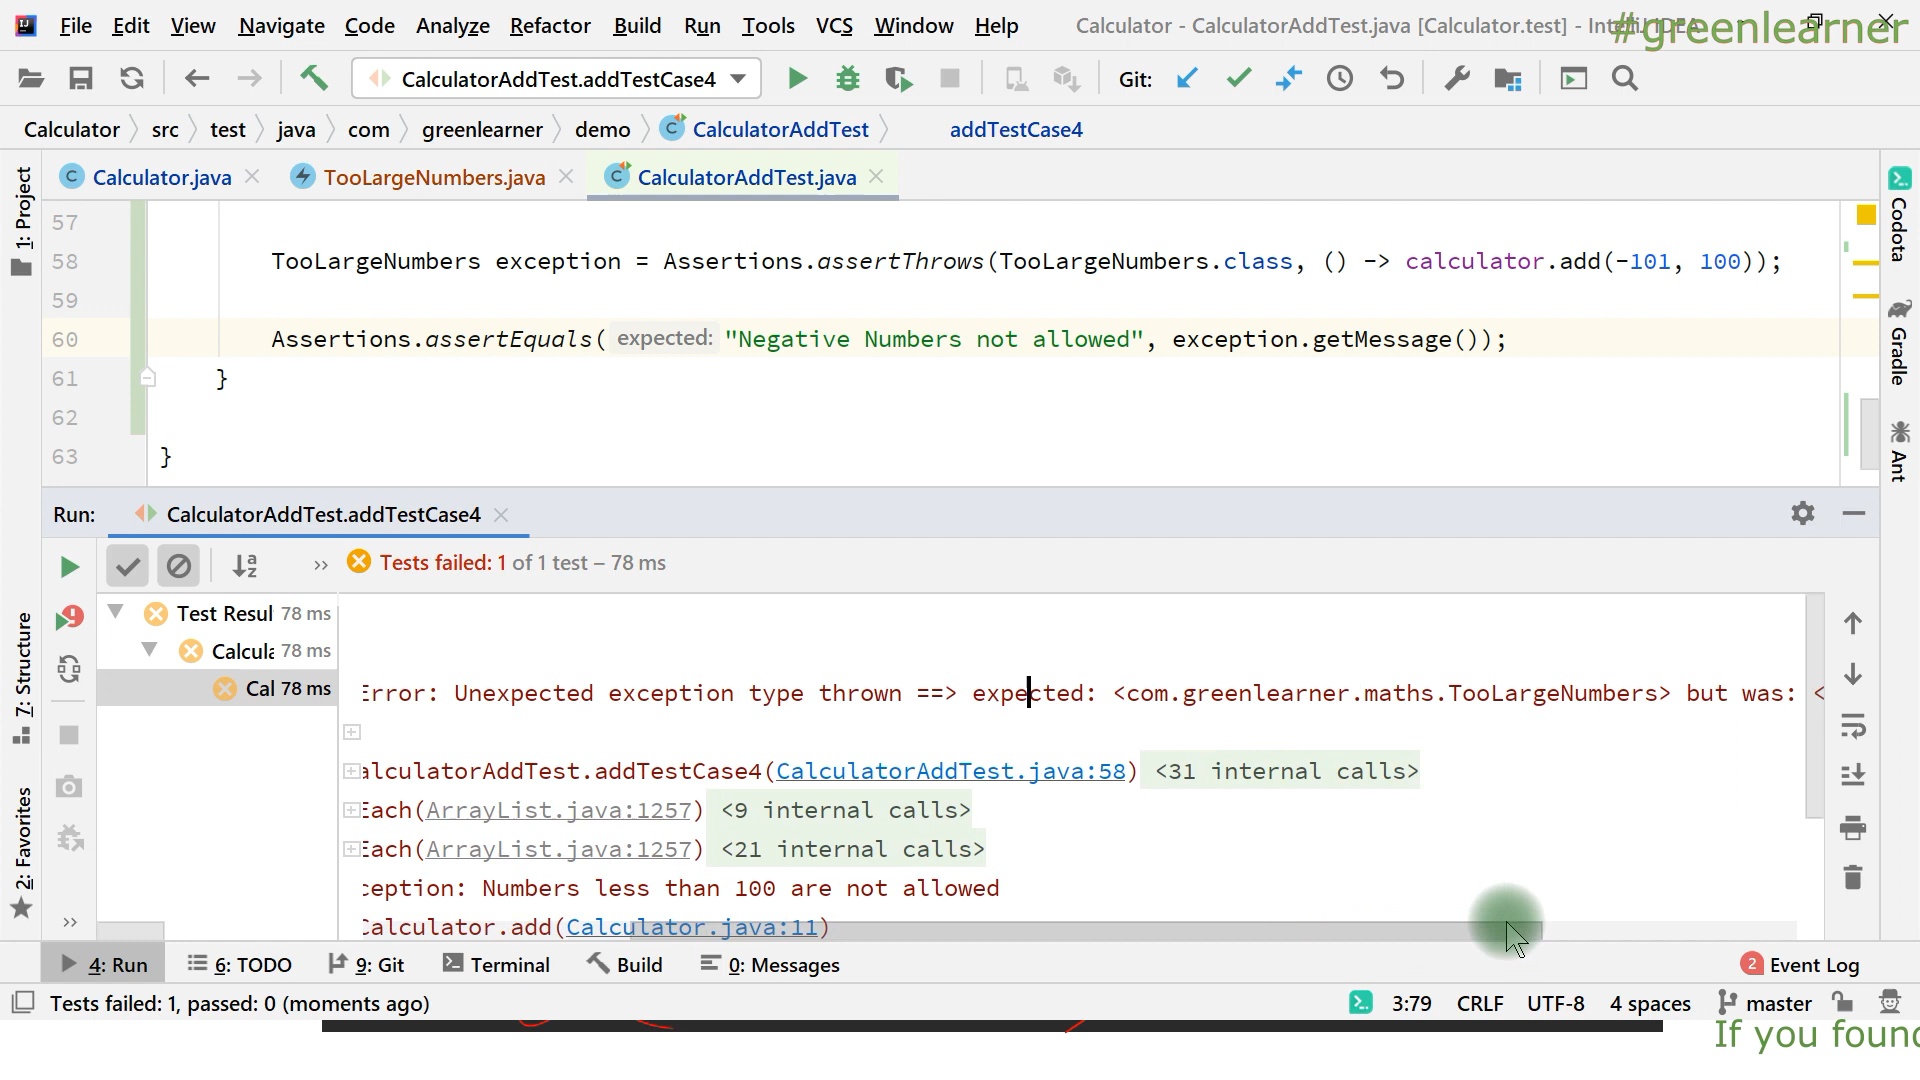 File Edit View Navigate Code Analyze Refactor Build Run Tools VCS Window Help Calculator - CalculatorAddTest.java [Calculator.test] -
#greenlearner
CalculatorAddTest.addTestCase4 Git:
Calculator src test java com greenlearner demo CalculatorAddTest addTestCase4
Calculator.java TooLargeNumbers.java CalculatorAddTest.java
1: Project
7: Structure
2: Favorites
57
58 TooLargeNumbers exception = Assertions.assertThrows(TooLargeNumbers.class, () -> calculator.add(-101, 100));
59
60 Assertions.assertEquals( expected: "Negative Numbers not allowed", exception.getMessage());
61 }
62
63 }
Codota
Gradle
Ant
Run: CalculatorAddTest.addTestCase4
Tests failed: 1 of 1 test – 78 ms
Test Resul 78 ms
Calcula 78 ms
Cal 78 ms
Error: Unexpected exception type thrown ==> expected: <com.greenlearner.maths.TooLargeNumbers> but was: <
alculatorAddTest.addTestCase4(CalculatorAddTest.java:58) <31 internal calls>
Each(ArrayList.java:1257) <9 internal calls>
Each(ArrayList.java:1257) <21 internal calls>
ception: Numbers less than 100 are not allowed
Calculator.add(Calculator.java:11)
4: Run 6: TODO 9: Git Terminal Build 0: Messages 2 Event Log
Tests failed: 1, passed: 0 (moments ago) 3:79 CRLF UTF-8 4 spaces master
If you found